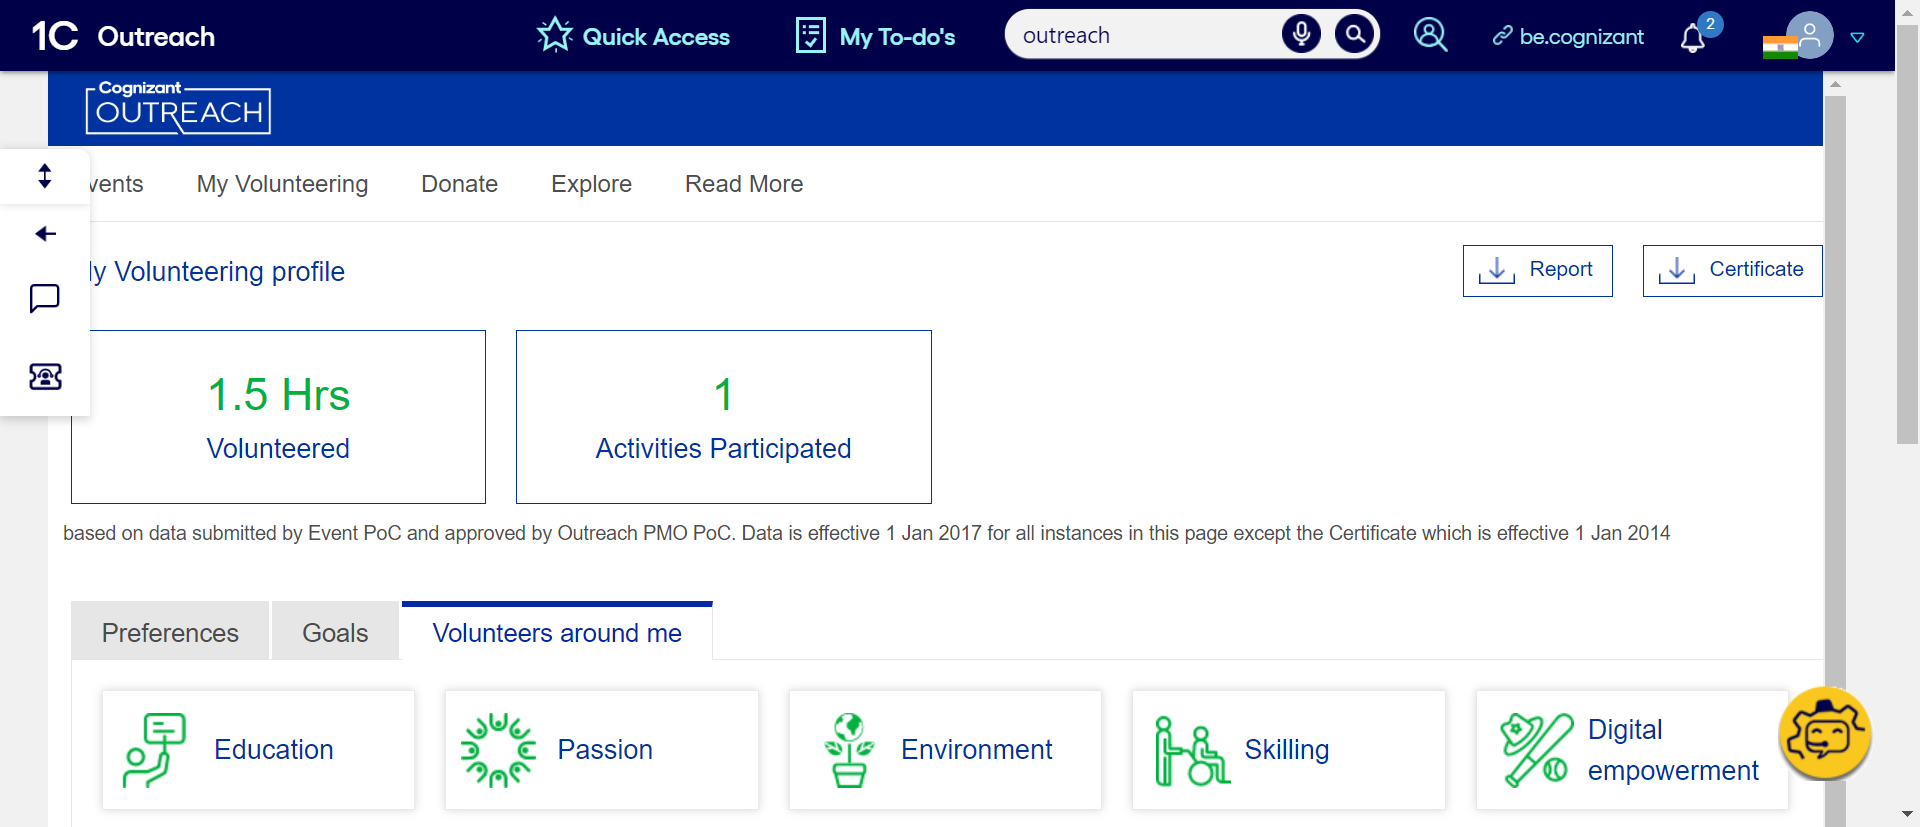 1C Outreach
Quick Access
My To-do's
outreach
be.cognizant
2
Cognizant
OUTREACH
vents
My Volunteering
Donate
Explore
Read More
y Volunteering profile
Report
Certificate
1.5 Hrs
Volunteered
1
Activities Participated
based on data submitted by Event PoC and approved by Outreach PMO PoC. Data is effective 1 Jan 2017 for all instances in this page except the Certificate which is effective 1 Jan 2014
Preferences
Goals
Volunteers around me
Education
Passion
Environment
Skilling
Digital
empowerment